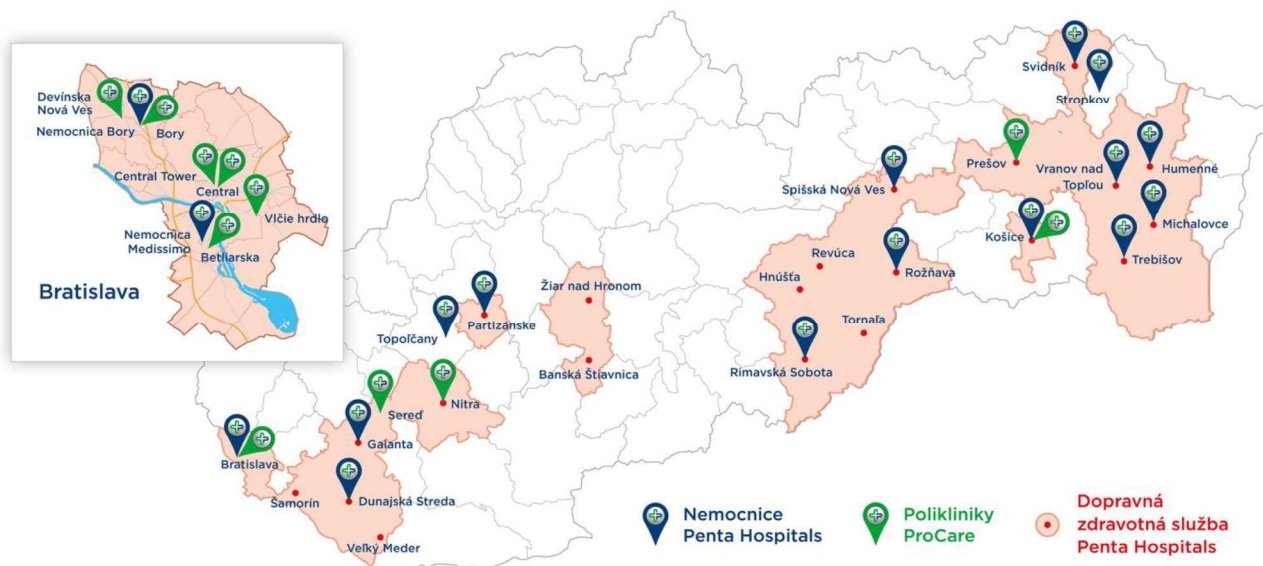 Devínska
Nová Ves
Nemocnica Bory
Bory
Central Tower
Central
Vlčie hrdlo
Nemocnica
Medissimo
Betliarska
Bratislava
Svidník
Stropkov
Prešov
Vranov nad
Topľou
Humenné
Spišská Nová Ves
Michalovce
Košice
Trebišov
Revúca
Rožňava
Hnúšťa
Žiar nad Hronom
Tornaľa
Partizánske
Topoľčany
Banská Štiavnica
Rimavská Sobota
Sereď
Nitra
Galanta
Bratislava
Šamorín
Dunajská Streda
Veľký Meder
Nemocnice
Penta Hospitals
Polikliniky
ProCare
Dopravná
zdravotná služba
Penta Hospitals